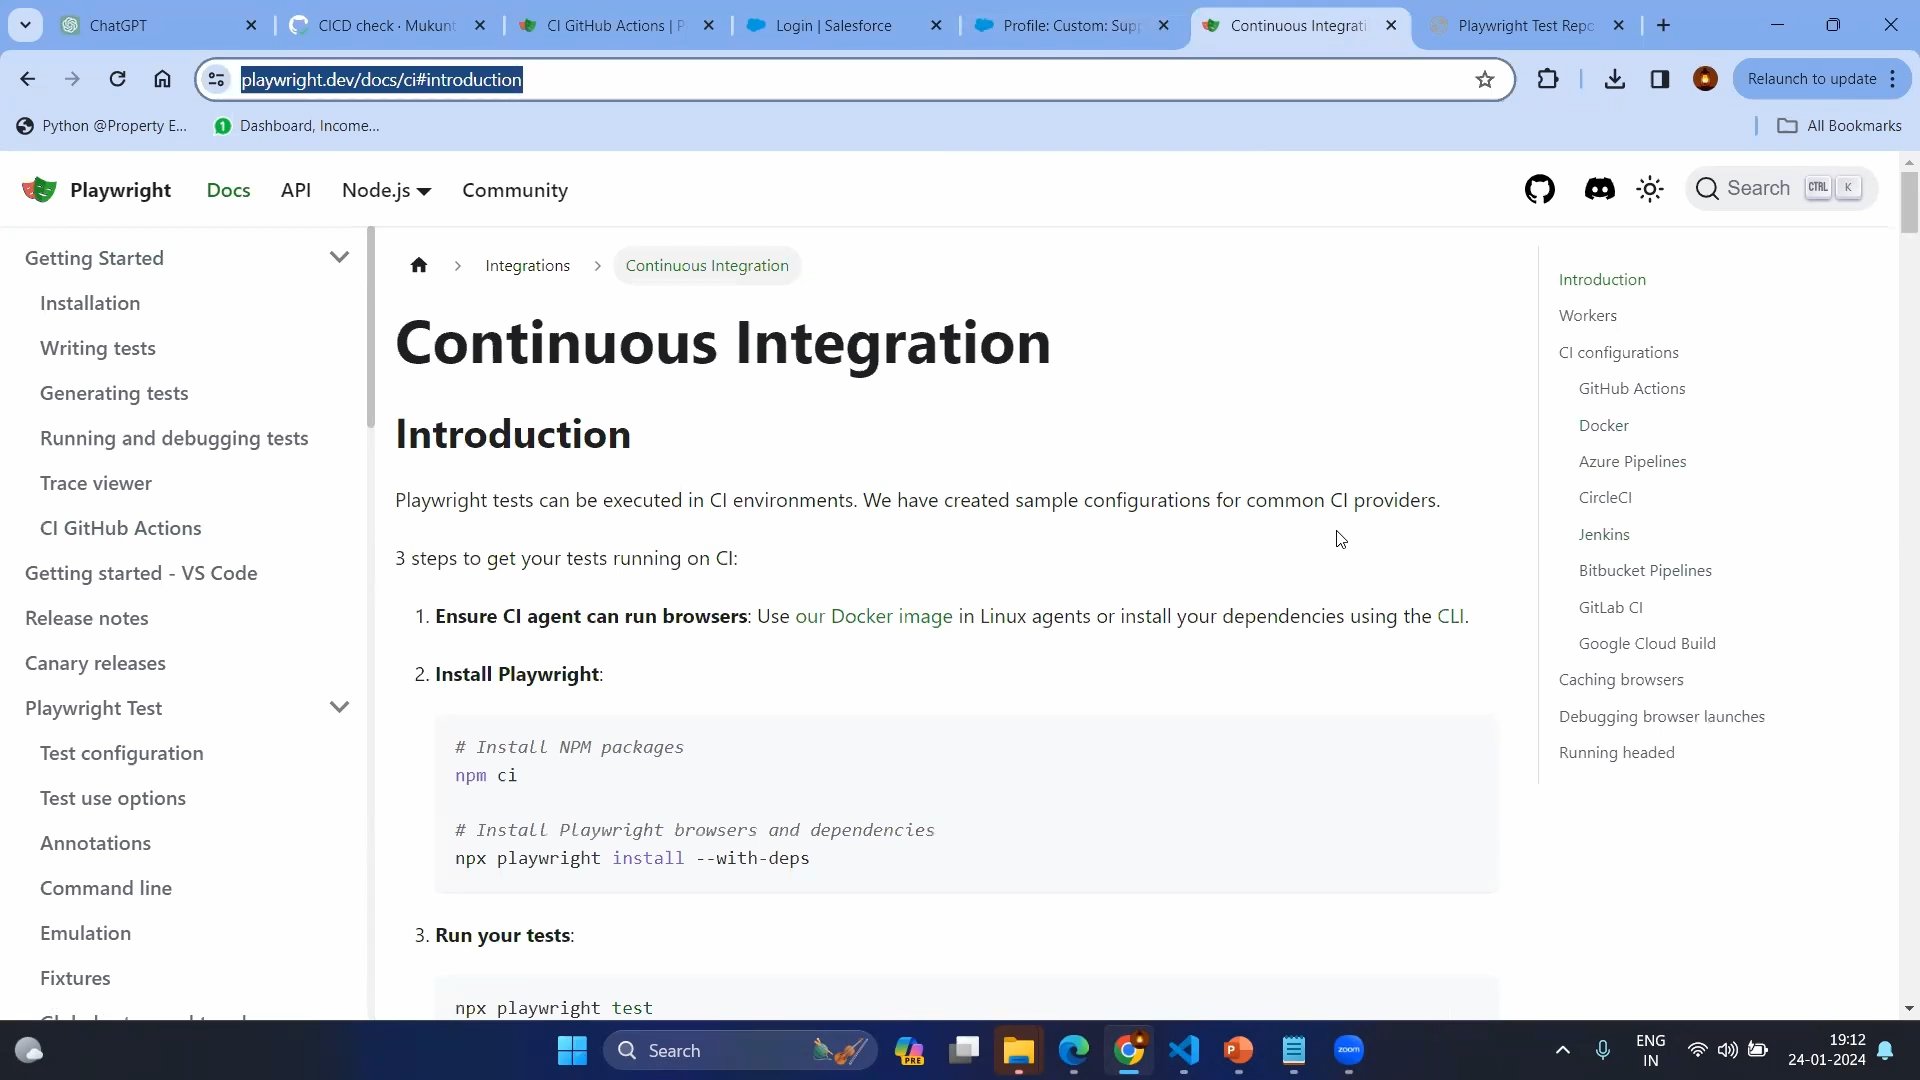 ChatGPT
CICD check · Mukunt
CI GitHub Actions | P
Login | Salesforce
Profile: Custom: Supp
Continuous Integrati
Playwright Test Repo
playwright.dev/docs/ci#introduction
Relaunch to update
Python @Property E...
Dashboard, Income...
All Bookmarks
Playwright
Docs
API
Node.js
Community
Search CTRL K
Getting Started
Installation
Writing tests
Generating tests
Running and debugging tests
Trace viewer
CI GitHub Actions
Getting started - VS Code
Release notes
Canary releases
Playwright Test
Test configuration
Test use options
Annotations
Command line
Emulation
Fixtures
Integrations
Continuous Integration
Continuous Integration
Introduction
Playwright tests can be executed in CI environments. We have created sample configurations for common CI providers.
3 steps to get your tests running on CI:
1. Ensure CI agent can run browsers: Use our Docker image in Linux agents or install your dependencies using the CLI.
2. Install Playwright:
# Install NPM packages
npm ci
# Install Playwright browsers and dependencies
npx playwright install --with-deps
3. Run your tests:
npx playwright test
Introduction
Workers
CI configurations
GitHub Actions
Docker
Azure Pipelines
CircleCI
Jenkins
Bitbucket Pipelines
GitLab CI
Google Cloud Build
Caching browsers
Debugging browser launches
Running headed
Search
PRE
zoom
ENG
IN
19:12
24-01-2024